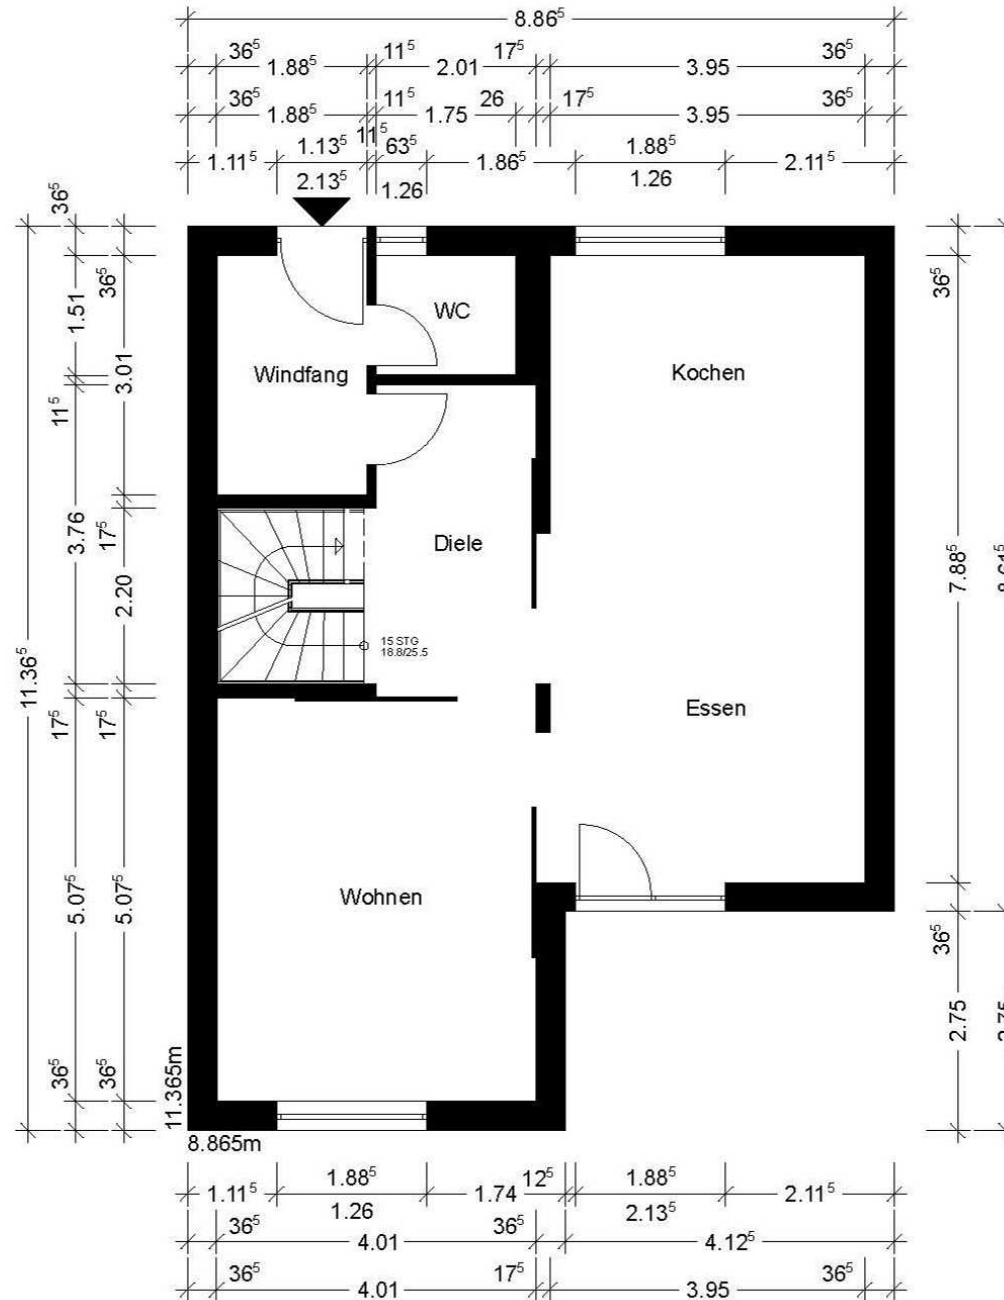 8.86⁵
36⁵ 1.88⁵ 11⁵ 2.01 17⁵ 3.95 36⁵
36⁵ 1.88⁵ 11⁵ 1.75 26 17⁵ 3.95 36⁵
1.11⁵ 1.13⁵ 11⁵ 63⁵ 1.86⁵ 1.88⁵ 2.11⁵
2.13⁵ 1.26 1.26
36⁵
36⁵
36⁵
1.51
3.01
11⁵
WC
Windfang
Kochen
3.76
17⁵
2.20
Diele
7.88⁵
15 STG
18.8/25.5
11.36⁵
17⁵
17⁵
Essen
5.07⁵
5.07⁵
Wohnen
36⁵
2.75
2.75
36⁵
36⁵
11.365m
8.865m
1.11⁵ 1.88⁵ 1.74 12⁵ 1.88⁵ 2.11⁵
1.26 2.13⁵
36⁵ 4.01 36⁵ 4.12⁵
36⁵ 4.01 17⁵ 3.95 36⁵